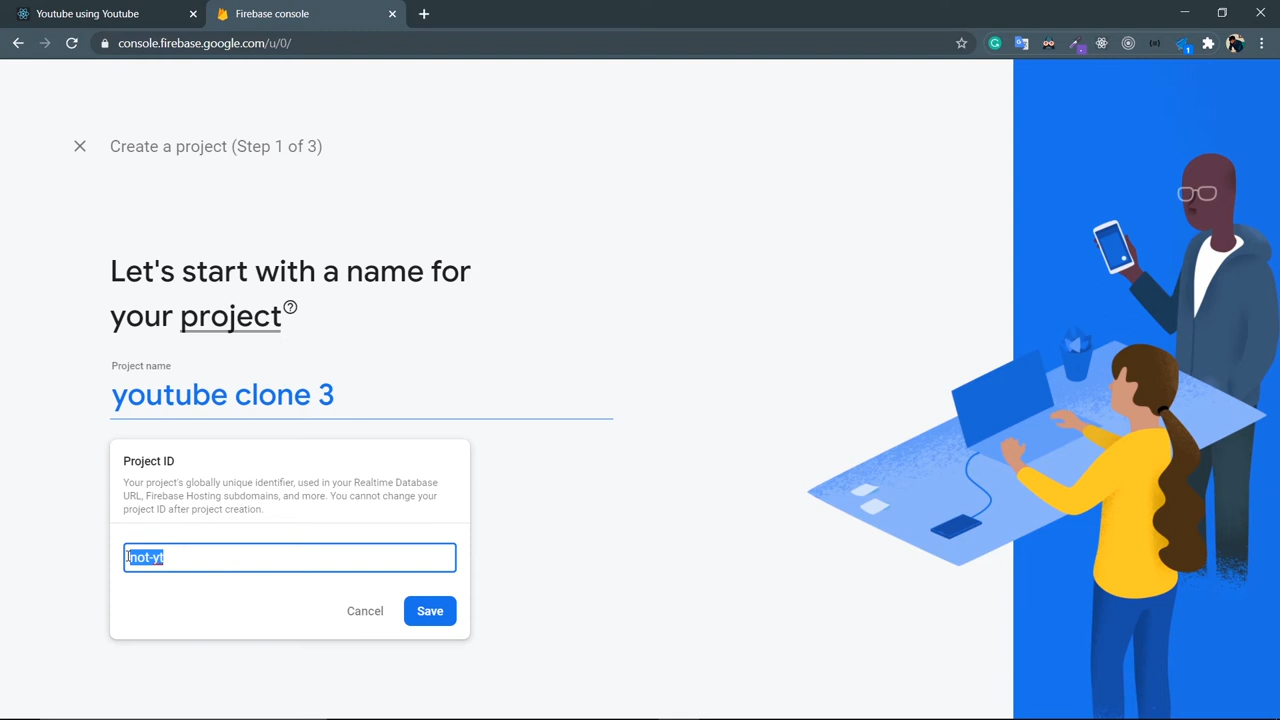 Youtube using Youtube
Firebase console
console.firebase.google.com/u/0/
1
Create a project (Step 1 of 3)
Let's start with a name for
your project
Project name
youtube clone 3
Project ID
Your project's globally unique identifier, used in your Realtime Database
URL, Firebase Hosting subdomains, and more. You cannot change your
project ID after project creation.
not-yt
Cancel
Save